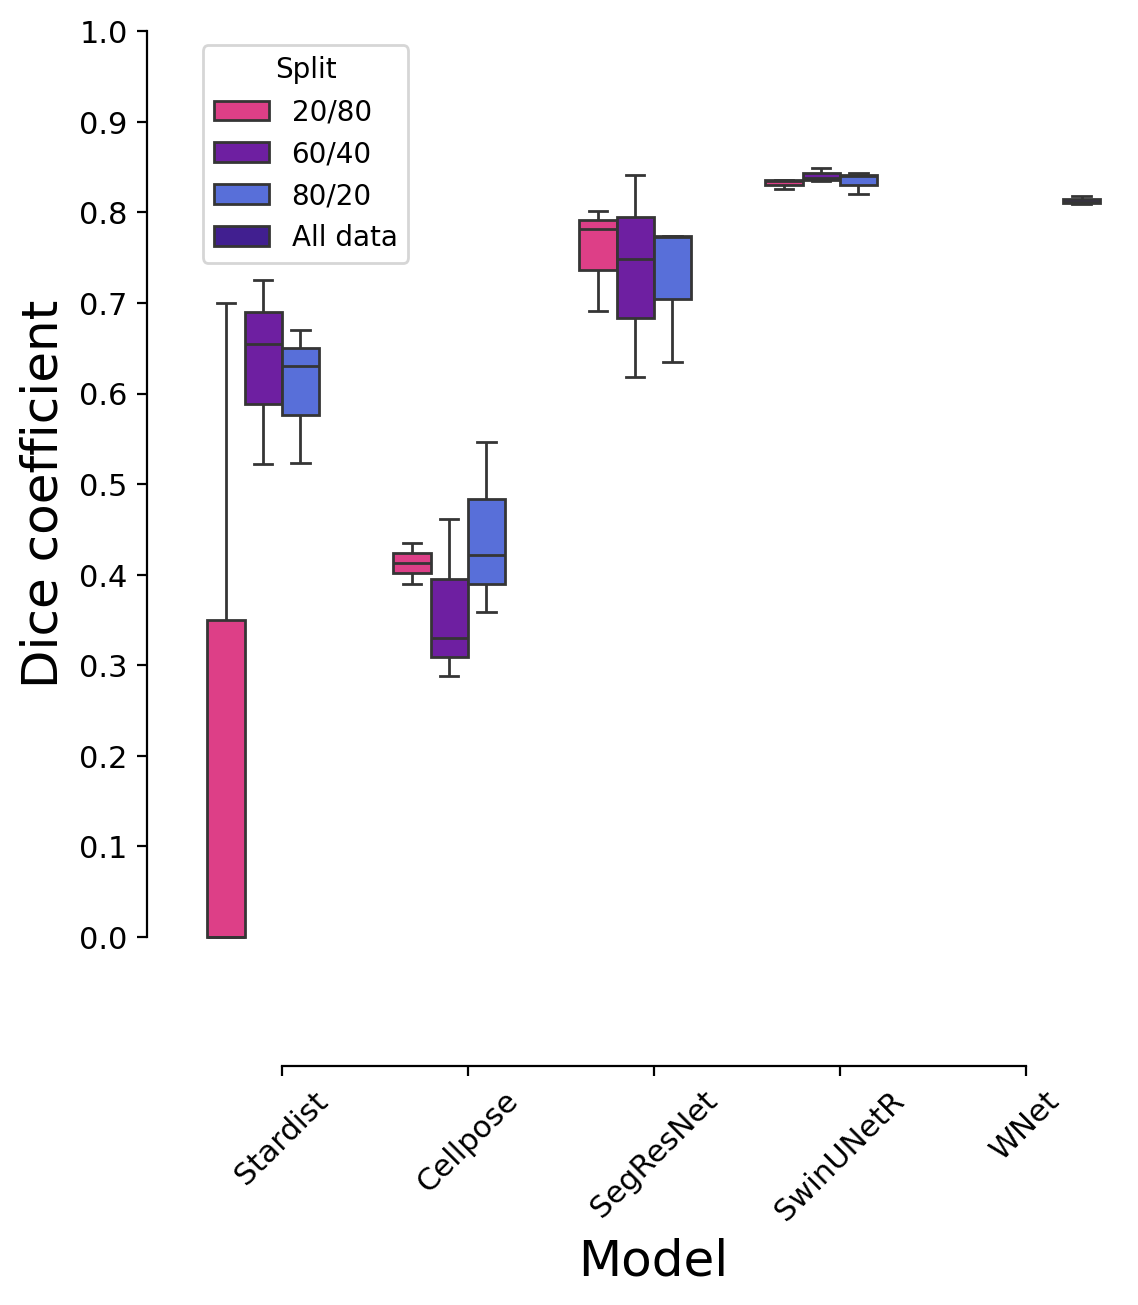 Split
20/80
60/40
80/20
All data
1.0
0.9
0.8
0.7
0.6
0.5
0.4
0.3
0.2
0.1
0.0
Dice coefficient
Stardist
Cellpose
SegResNet
SwinUNetR
WNet
Model